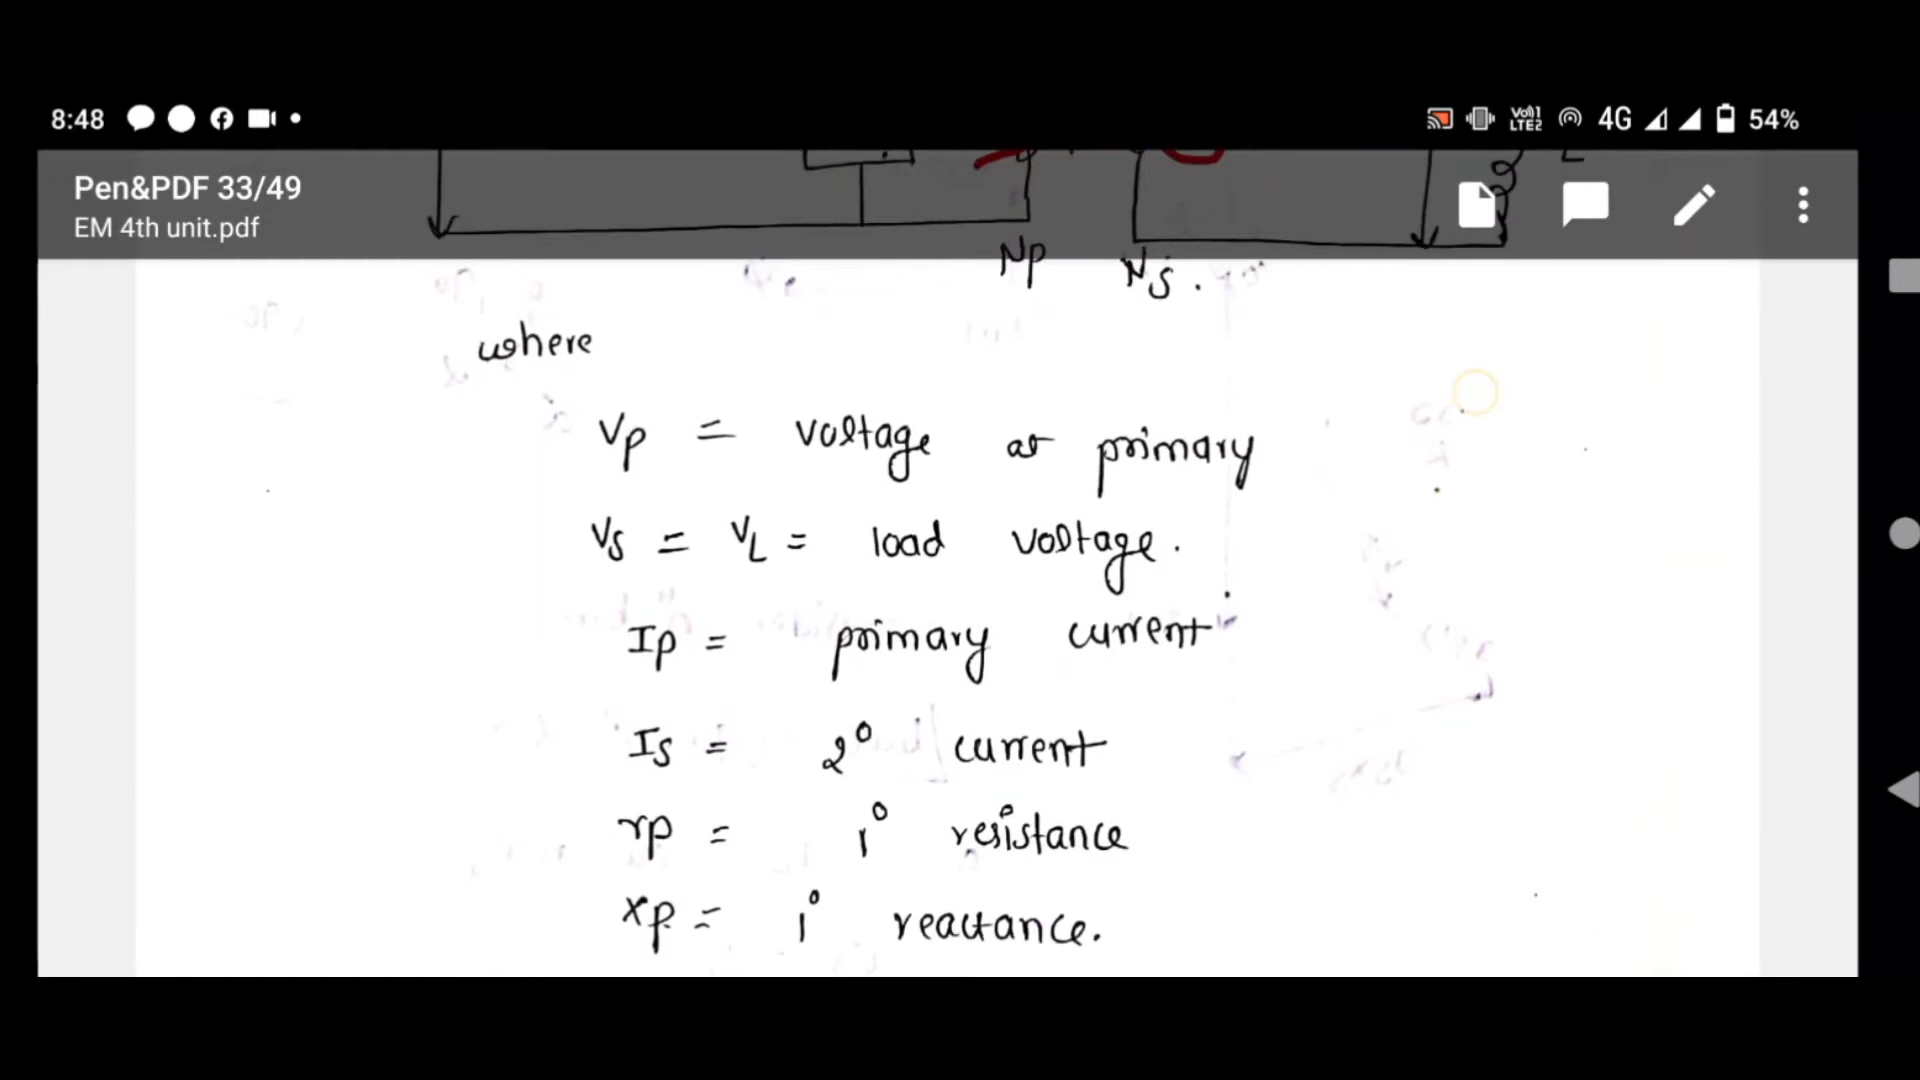 8:48 4G 54%
VoLTE2
Pen&PDF 33/49
EM 4th unit.pdf
Np Ns.
where
Vp = voltage at primary
Vs = VL = load voltage.
Ip = primary current
Is = 2° current
rp = 1° resistance
xp = 1° reactance.